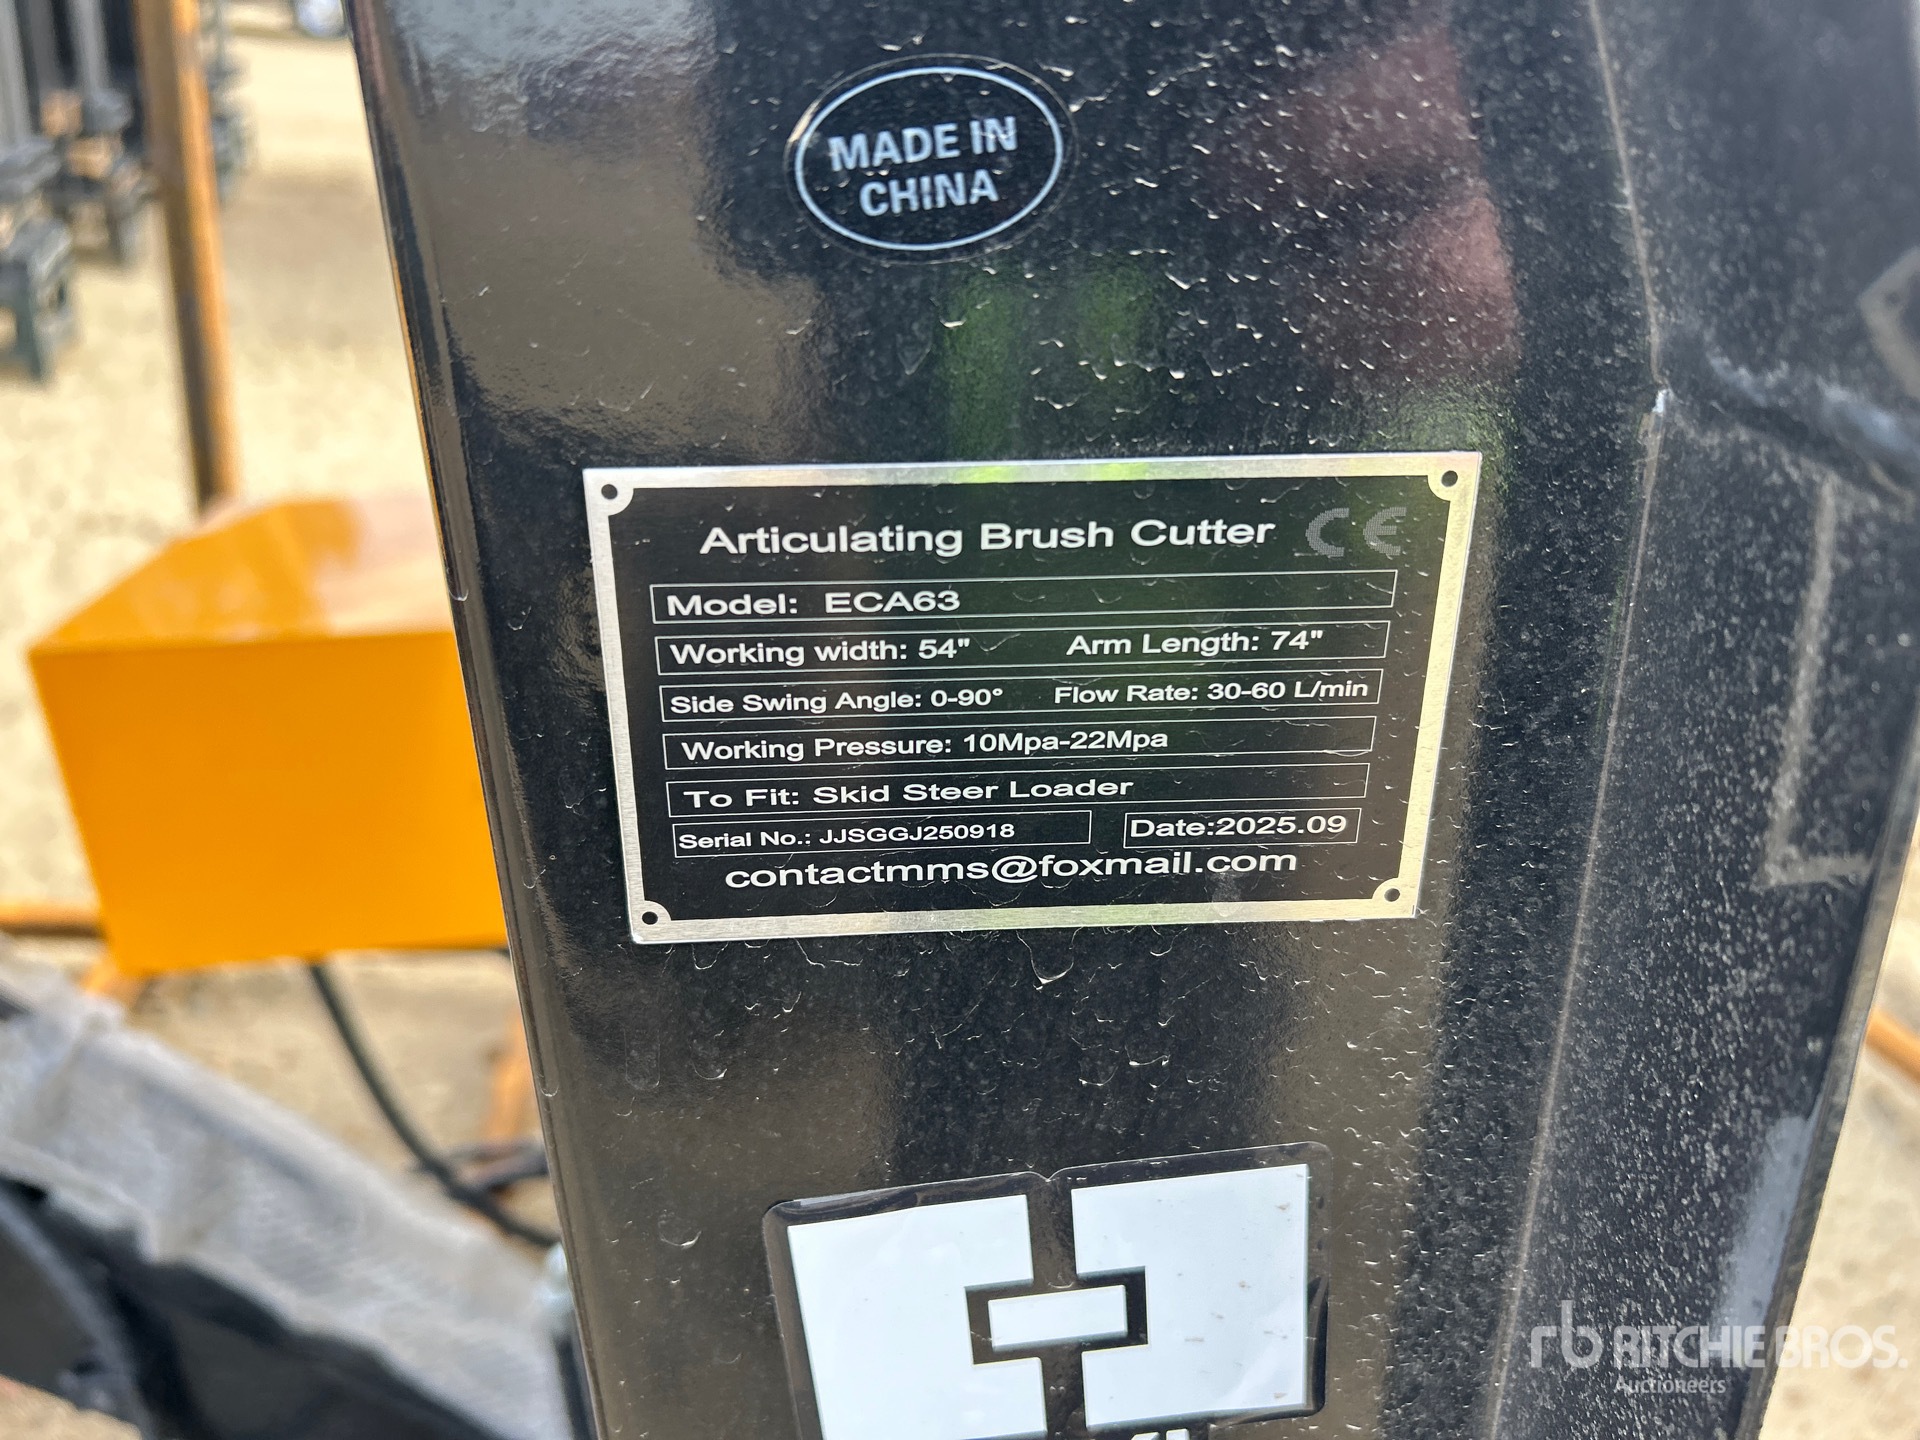 MADE IN
CHINA
Articulating Brush Cutter CE
Model: ECA63
Working width: 54" Arm Length: 74"
Side Swing Angle: 0-90° Flow Rate: 30-60 L/min
Working Pressure: 10Mpa-22Mpa
To Fit: Skid Steer Loader
Serial No.: JJSGGJ250918 Date:2025.09
contactmms@foxmail.com
rb RITCHIE BROS.
Auctioneers